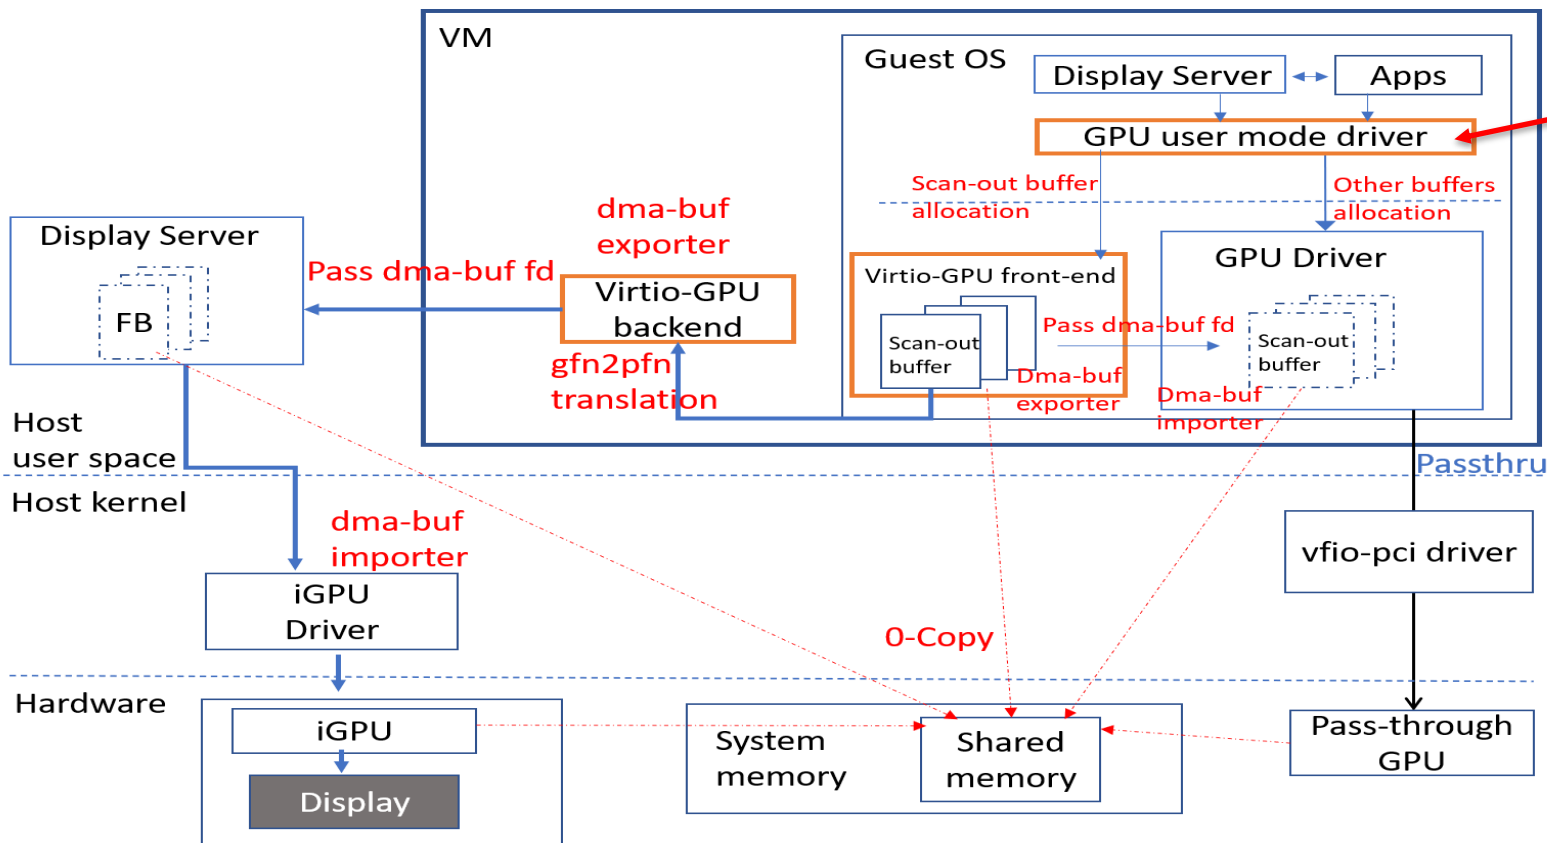 VM
Guest OS
Display Server
Apps
GPU user mode driver
Scan-out buffer
allocation
Other buffers
allocation
dma-buf
exporter
Display Server
FB
Pass dma-buf fd
Virtio-GPU
backend
gfn2pfn
translation
Virtio-GPU front-end
Scan-out
buffer
Pass dma-buf fd
Dma-buf
exporter
GPU Driver
Scan-out
buffer
Dma-buf
importer
Host
user space
Passthru
Host kernel
dma-buf
importer
iGPU
Driver
vfio-pci driver
0-Copy
Hardware
iGPU
Display
System
memory
Shared
memory
Pass-through
GPU